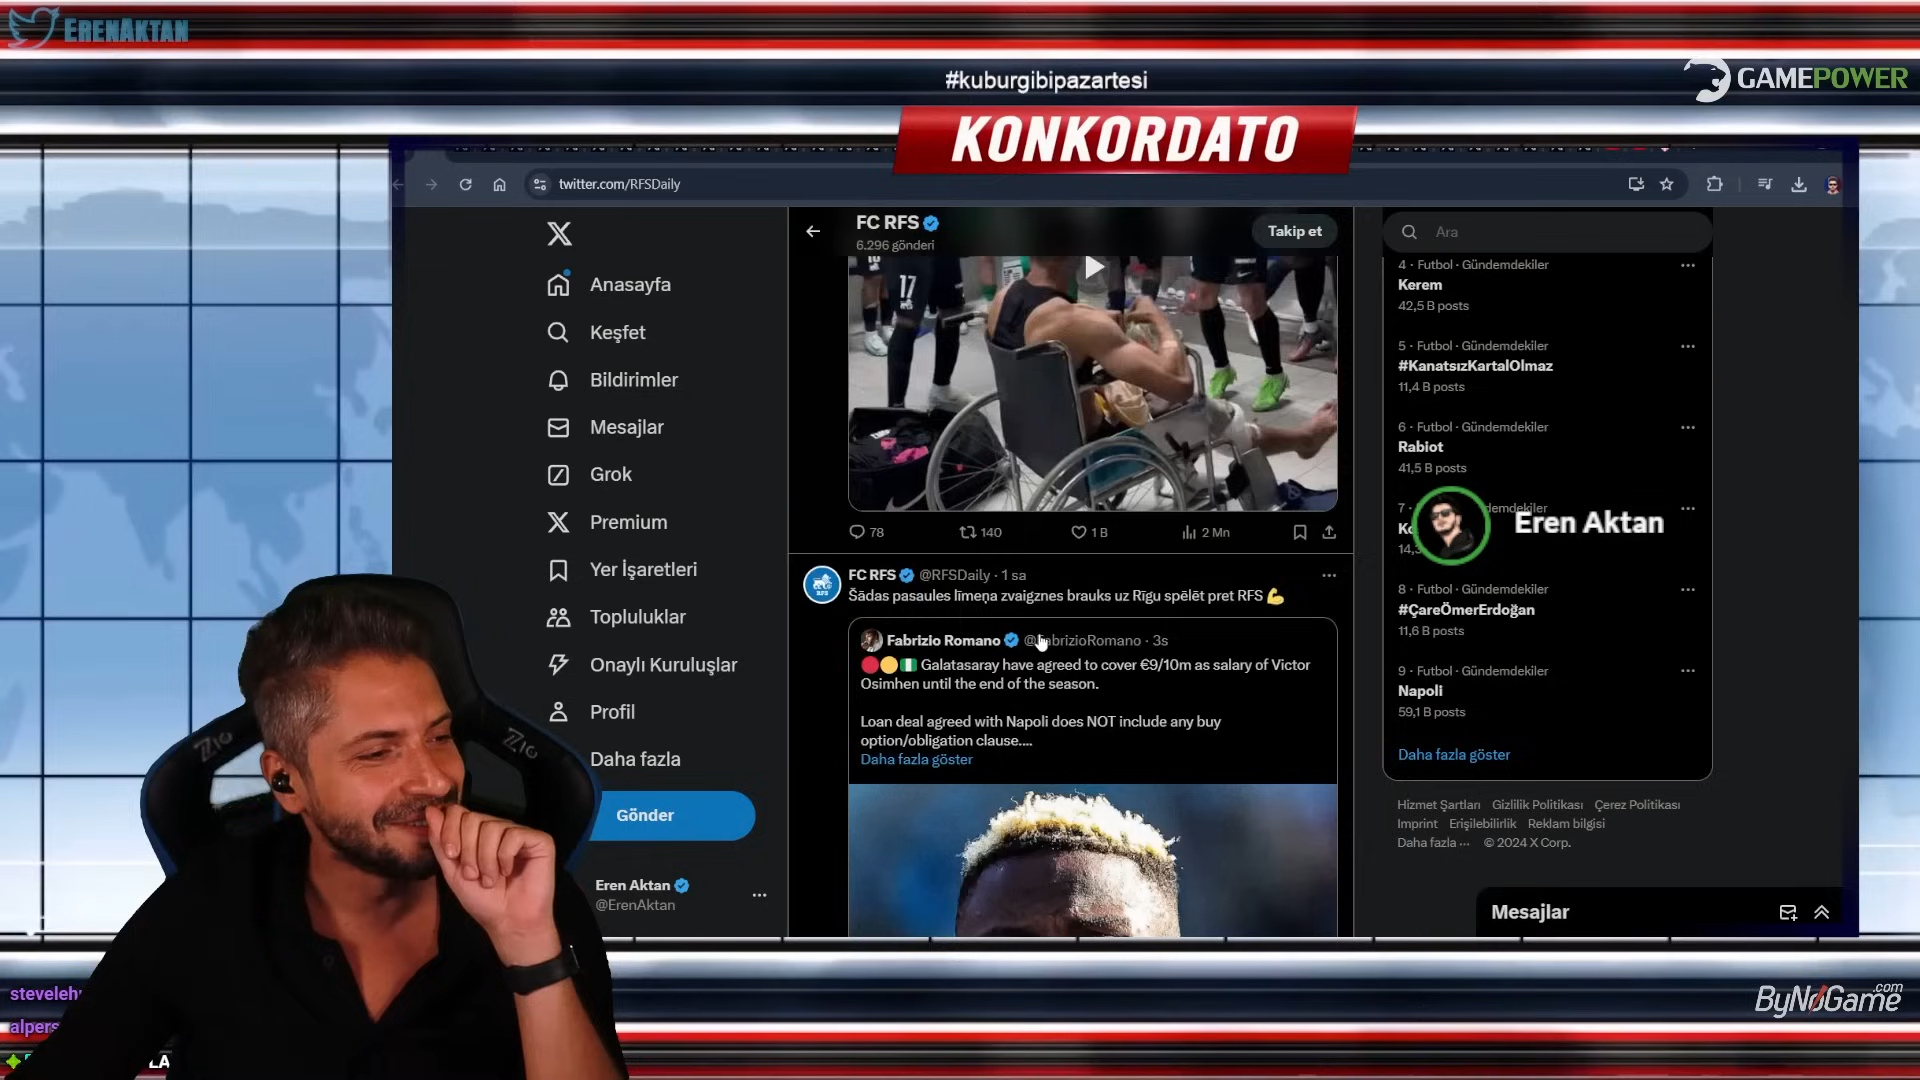 ERENAKTAN
#kuburgibipazartesi
GAMEPOWER
KONKORDATO
twitter.com/RFSDaily
FC RFS
6.296 gönderi
Takip et
Ara
Anasayfa
Keşfet
Bildirimler
Mesajlar
Grok
Premium
Yer İşaretleri
Topluluklar
Onaylı Kuruluşlar
Profil
Daha fazla
Gönder
Eren Aktan
@ErenAktan
17
78
140
1 B
2 Mn
FC RFS @RFSDaily · 1 sa
Šādas pasaules līmeņa zvaigznes brauks uz Rīgu spēlēt pret RFS 💪
Fabrizio Romano @FabrizioRomano · 3s
🔴🟡🇳🇬 Galatasaray have agreed to cover €9/10m as salary of Victor
Osimhen until the end of the season.
Loan deal agreed with Napoli does NOT include any buy
option/obligation clause....
Daha fazla göster
4 · Futbol · Gündemdekiler
Kerem
42,5 B posts
5 · Futbol · Gündemdekiler
#KanatsızKartalOlmaz
11,4 B posts
6 · Futbol · Gündemdekiler
Rabiot
41,5 B posts
7 ·
Eren Aktan
8 · Futbol · Gündemdekiler
#ÇareÖmerErdoğan
11,6 B posts
9 · Futbol · Gündemdekiler
Napoli
59,1 B posts
Daha fazla göster
Hizmet Şartları Gizlilik Politikası Çerez Politikası
Imprint Erişilebilirlik Reklam bilgisi
Daha fazla ··· © 2024 X Corp.
Mesajlar
ZIO
ZIO
ByNoGame.com